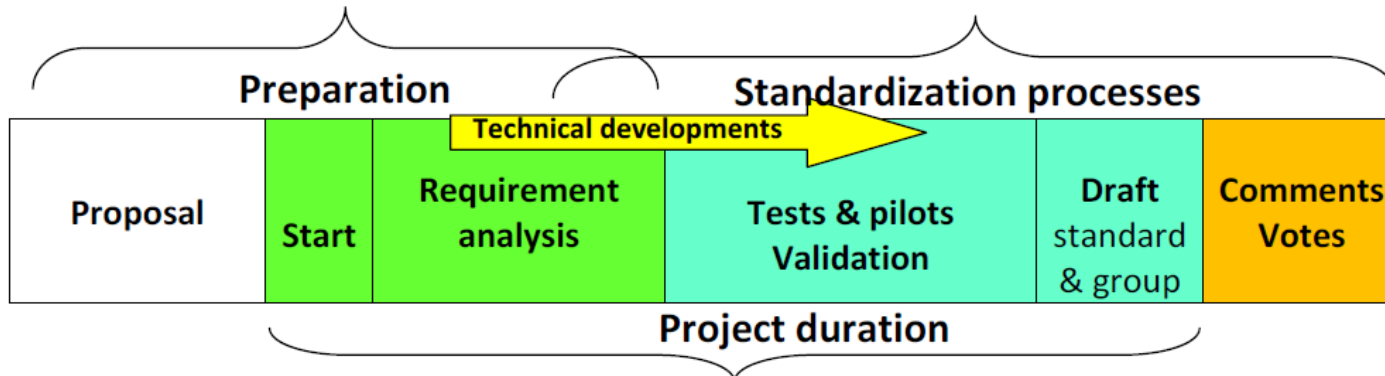 Preparation
Standardization processes
Technical developments
Proposal
Start
Requirement
analysis
Tests & pilots
Validation
Draft
standard
& group
Comments
Votes
Project duration